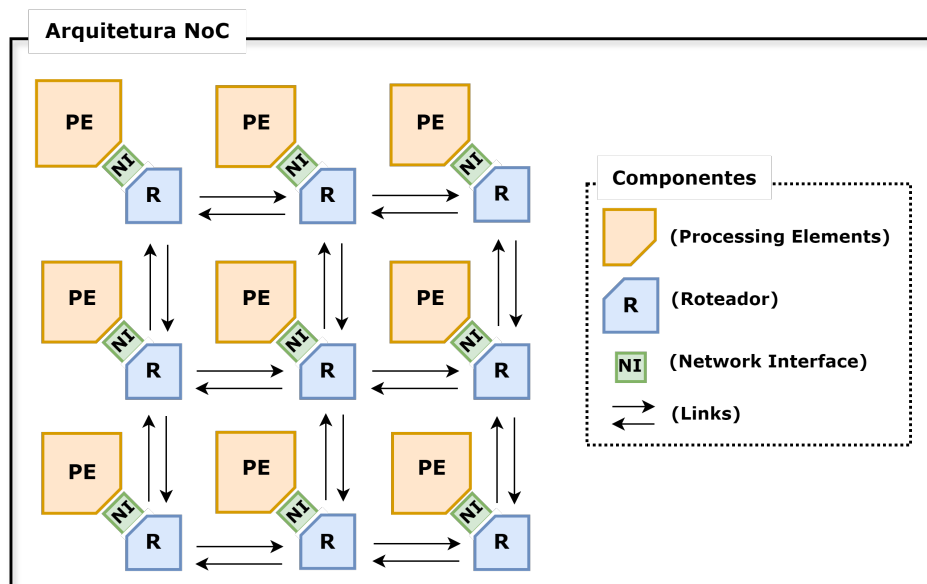 Arquitetura NoC
PE
PE
PE
NI
NI
NI
R
R
R
PE
PE
PE
NI
NI
NI
R
R
R
PE
PE
PE
NI
NI
NI
R
R
R
Componentes
(Processing Elements)
R
(Roteador)
NI
(Network Interface)
(Links)